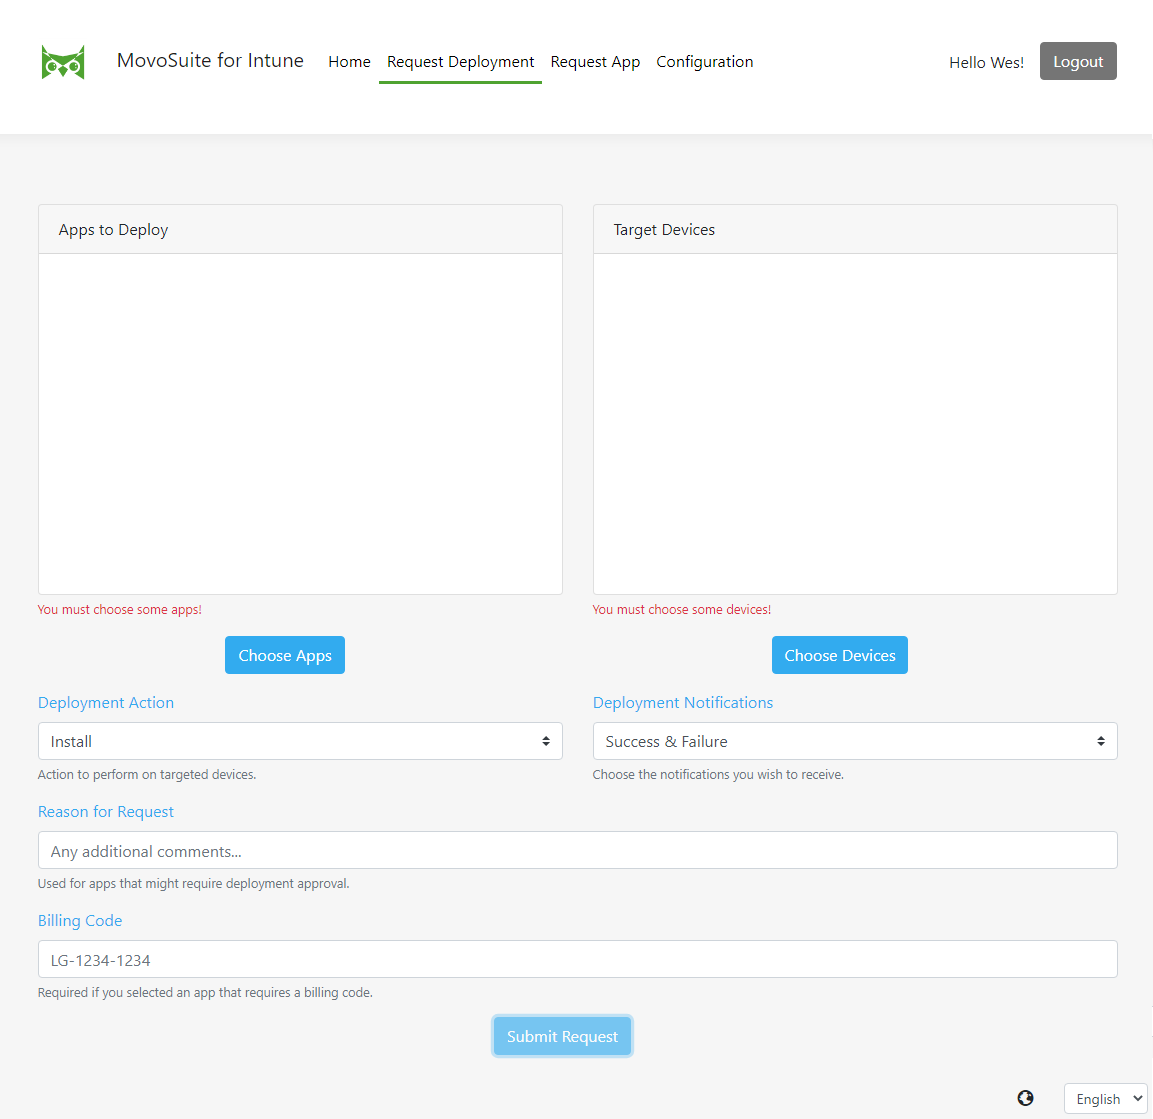 MovoSuite for Intune Home Request Deployment Request App Configuration Hello Wes! Logout
Apps to Deploy
Target Devices
You must choose some apps!
You must choose some devices!
Choose Apps
Choose Devices
Deployment Action
Deployment Notifications
Install
Success & Failure
Action to perform on targeted devices.
Choose the notifications you wish to receive.
Reason for Request
Any additional comments...
Used for apps that might require deployment approval.
Billing Code
LG-1234-1234
Required if you selected an app that requires a billing code.
Submit Request
English